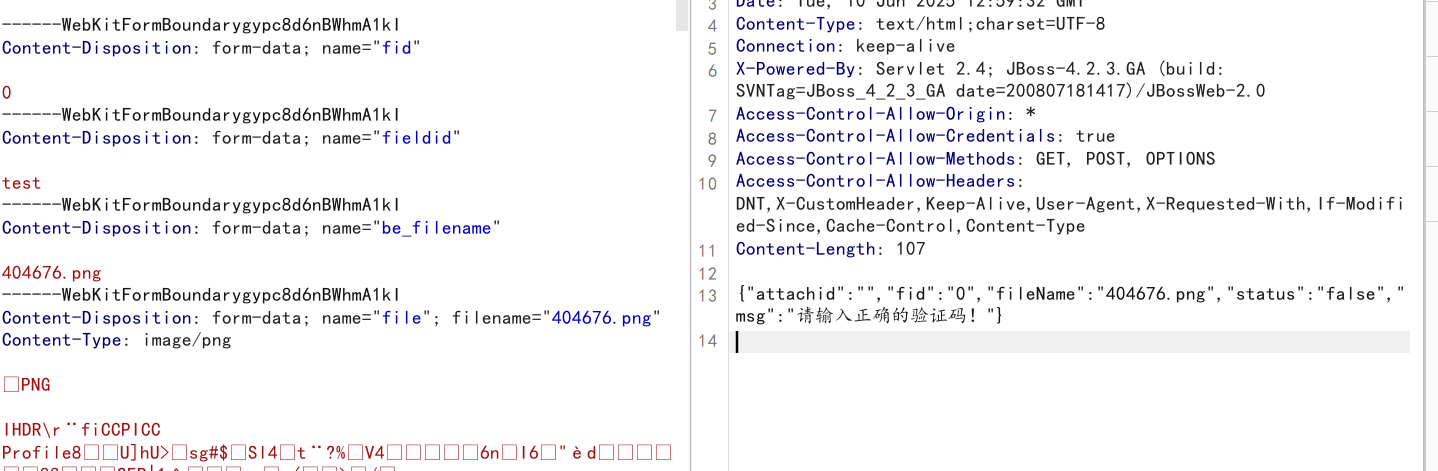 ------WebKitFormBoundarygypc8d6nBWhmA1kI
Content-Disposition: form-data; name="fid"
0
------WebKitFormBoundarygypc8d6nBWhmA1kI
Content-Disposition: form-data; name="fieldid"
test
------WebKitFormBoundarygypc8d6nBWhmA1kI
Content-Disposition: form-data; name="be_filename"
404676.png
------WebKitFormBoundarygypc8d6nBWhmA1kI
Content-Disposition: form-data; name="file"; filename="404676.png"
Content-Type: image/png
□PNG
IHDR\r¨fiCCPICC
Profile8□□U]hU>□sg#$□Sl4□t¨?%□V4□□□□□6n□I6□"èd□□□□
3 Date: Tue, 10 Jun 2025 12:59:32 GMT
4 Content-Type: text/html;charset=UTF-8
5 Connection: keep-alive
6 X-Powered-By: Servlet 2.4; JBoss-4.2.3.GA (build:
SVNTag=JBoss_4_2_3_GA date=200807181417)/JBossWeb-2.0
7 Access-Control-Allow-Origin: *
8 Access-Control-Allow-Credentials: true
9 Access-Control-Allow-Methods: GET, POST, OPTIONS
10 Access-Control-Allow-Headers:
DNT,X-CustomHeader,Keep-Alive,User-Agent,X-Requested-With,If-Modifi
ed-Since,Cache-Control,Content-Type
11 Content-Length: 107
12
13 {"attachid":"","fid":"0","fileName":"404676.png","status":"false","
msg":"请输入正确的验证码！"}
14